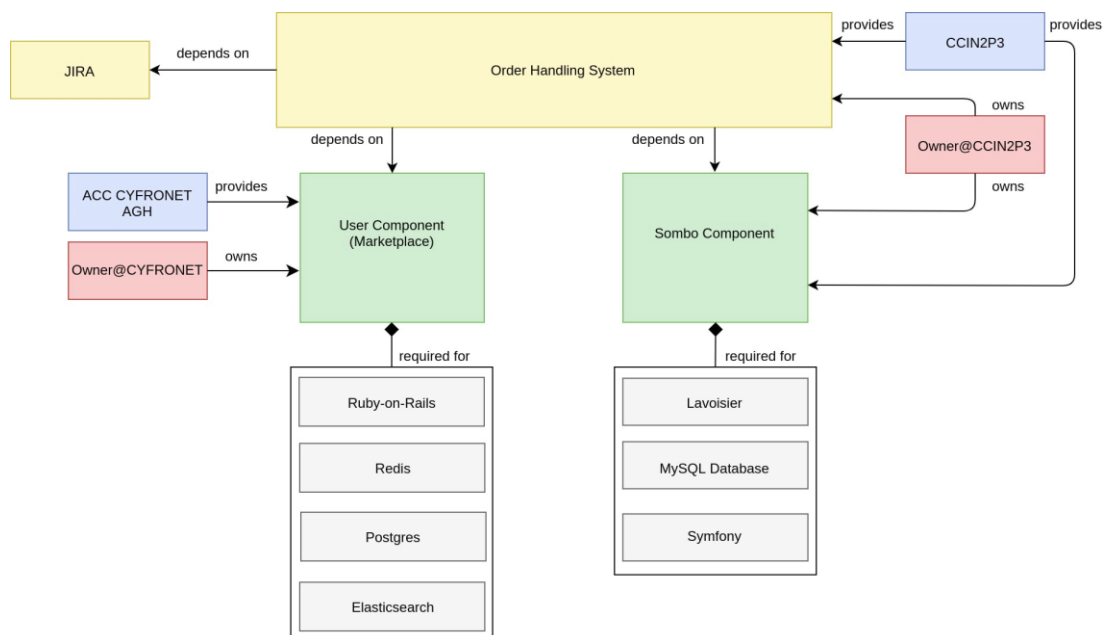 provides
CCIN2P3
provides
JIRA
depends on
Order Handling System
owns
Owner@CCIN2P3
owns
depends on
depends on
ACC CYFRONET
AGH
provides
User Component
(Marketplace)
Sombo Component
Owner@CYFRONET
owns
required for
required for
Ruby-on-Rails
Lavoisier
Redis
MySQL Database
Postgres
Symfony
Elasticsearch